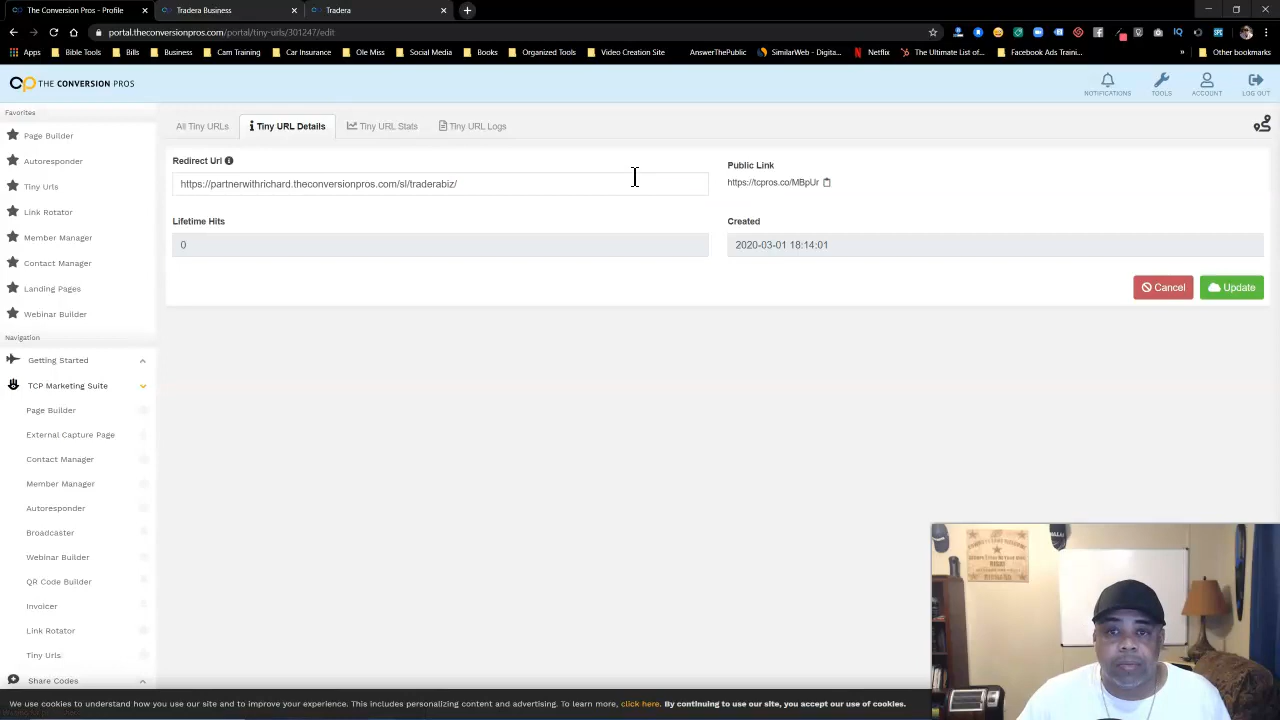 The Conversion Pros - Profile
Tradera Business
Tradera
portal.theconversionpros.com/portal/tiny-urls/301247/edit
Apps
Bible Tools
Bills
Business
Cam Training
Car Insurance
Ole Miss
Social Media
Books
Organized Tools
Video Creation Site
AnswerThePublic
SimilarWeb - Digita...
Netflix
The Ultimate List of...
Facebook Ads Traini...
»
Other bookmarks
THE CONVERSION PROS
NOTIFICATIONS
TOOLS
ACCOUNT
LOG OUT
Favorites
Page Builder
Autoresponder
Tiny Urls
Link Rotator
Member Manager
Contact Manager
Landing Pages
Webinar Builder
Navigation
Getting Started
TCP Marketing Suite
Page Builder
External Capture Page
Contact Manager
Member Manager
Autoresponder
Broadcaster
Webinar Builder
QR Code Builder
Invoicer
Link Rotator
Tiny Urls
Share Codes
All Tiny URLs
Tiny URL Details
Tiny URL Stats
Tiny URL Logs
Redirect Url
https://partnerwithrichard.theconversionpros.com/sl/traderabiz/
Public Link
https://tcpros.co/MBpUr
Lifetime Hits
0
Created
2020-03-01 18:14:01
Cancel
Update
We use cookies to understand how you use our site and to improve your experience. This includes personalizing content and advertising. To learn more, click here. By continuing to use our site, you accept our use of cookies.